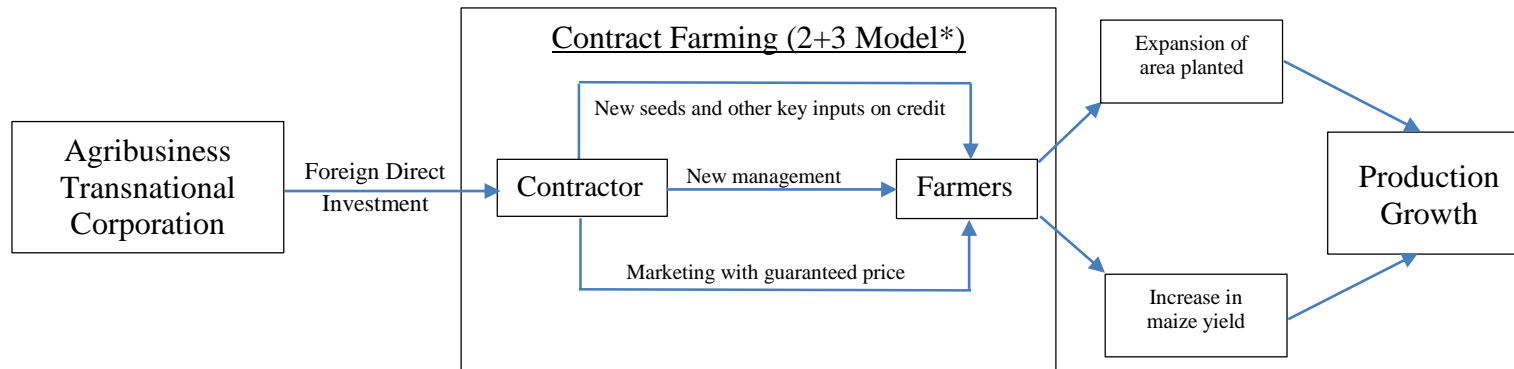 Contract Farming (2+3 Model*)
Agribusiness
Transnational
Corporation
Foreign Direct
Investment
New seeds and other key inputs on credit
Contractor
New management
Farmers
Marketing with guaranteed price
Expansion of
area planted
Increase in
maize yield
Production
Growth